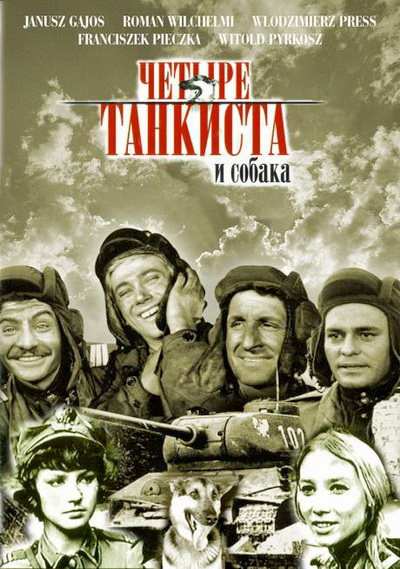 JANUSZ GAJOS ROMAN WILCHELMI WŁODZIMIERZ PRESS
FRANCISZEK PIECZKA WITOLD PYRKOSZ
ЧЕТЫРЕ
ТАНКИСТА
И СОБАКА
102